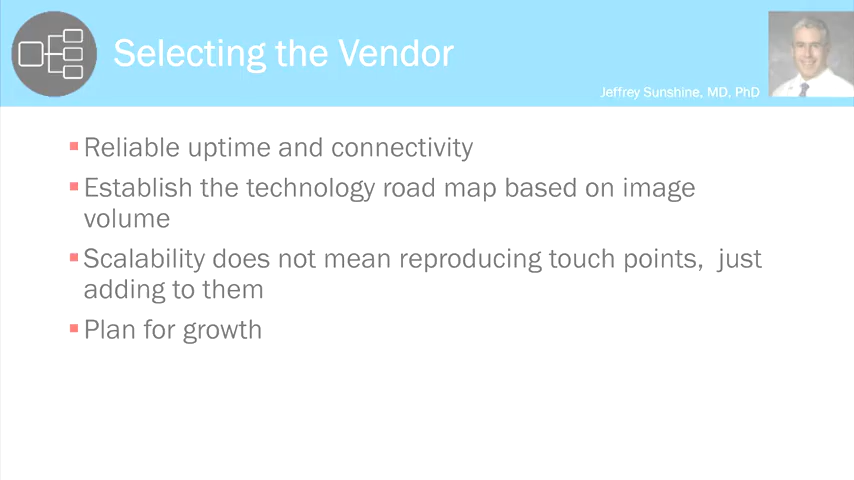 Selecting the Vendor
Jeffrey Sunshine, MD, PhD
Reliable uptime and connectivity
Establish the technology road map based on image
volume
Scalability does not mean reproducing touch points,  just
adding to them
Plan for growth